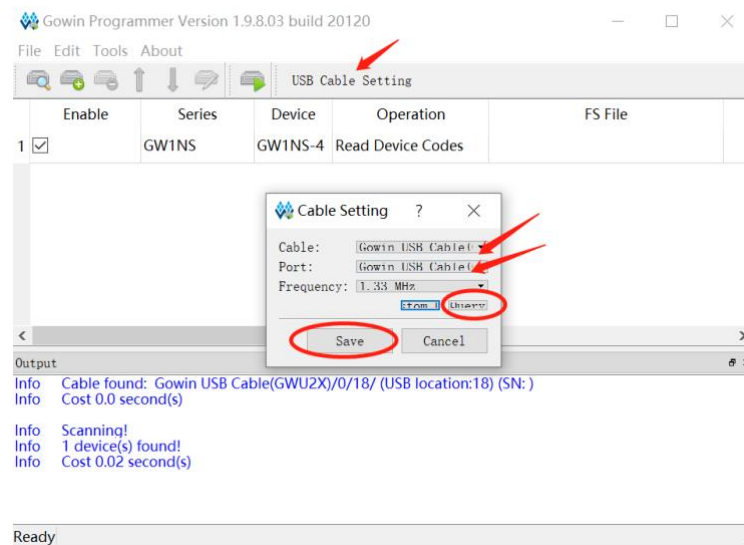 Gowin Programmer Version 1.9.8.03 build 20120
File Edit Tools About
USB Cable Setting
Enable Series Device Operation FS File
1 GW1NS GW1NS-4 Read Device Codes
Cable Setting ? ×
Cable: Gowin USB Cable(
Port: Gowin USB Cable(
Frequency: 1.33 MHz
Query
Save Cancel
Output
Info Cable found: Gowin USB Cable(GWU2X)/0/18/ (USB location:18) (SN: )
Info Cost 0.0 second(s)
Info Scanning!
Info 1 device(s) found!
Info Cost 0.02 second(s)
Ready